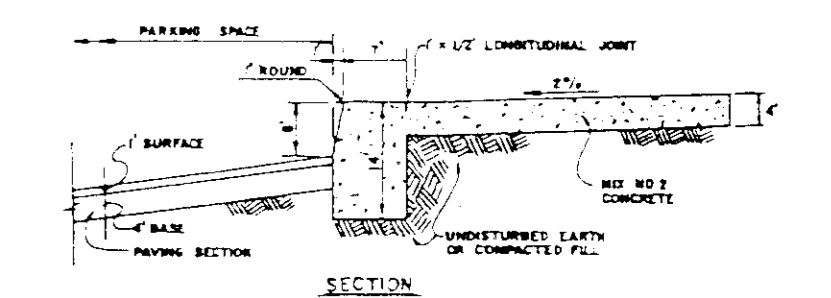 PARKING SPACE
7"
1" x 1/2" LONGITUDINAL JOINT
1" ROUND
2%
4"
1" SURFACE
MIX NO 2
CONCRETE
4" BASE
PAVING SECTION
UNDISTURBED EARTH
OR COMPACTED FILL
SECTION